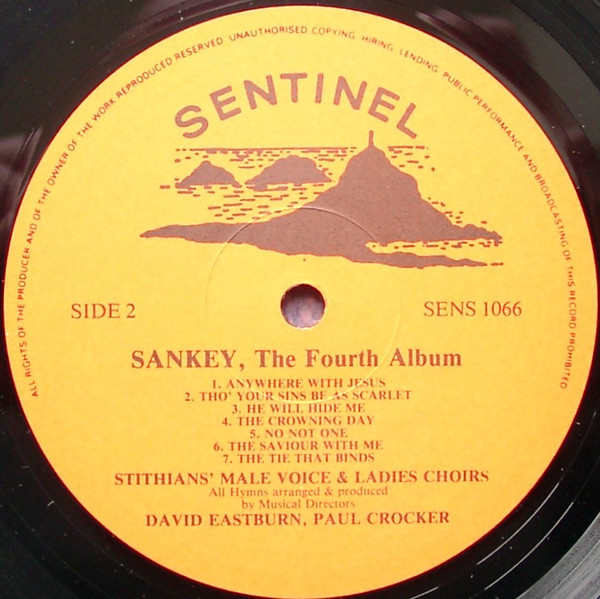 ALL RIGHTS OF THE PRODUCER AND OF THE OWNER OF THE WORK REPRODUCED RESERVED UNAUTHORISED COPYING HIRING LENDING PUBLIC PERFORMANCE AND BROADCASTING OF THIS RECORD PROHIBITED
SENTINEL
SIDE 2
SENS 1066
SANKEY, The Fourth Album
1. ANYWHERE WITH JESUS
2. THO' YOUR SINS BE AS SCARLET
3. HE WILL HIDE ME
4. THE CROWNING DAY
5. NO NOT ONE
6. THE SAVIOUR WITH ME
7. THE TIE THAT BINDS
STITHIANS' MALE VOICE & LADIES CHOIRS
All Hymns arranged & produced
by Musical Directors
DAVID EASTBURN, PAUL CROCKER